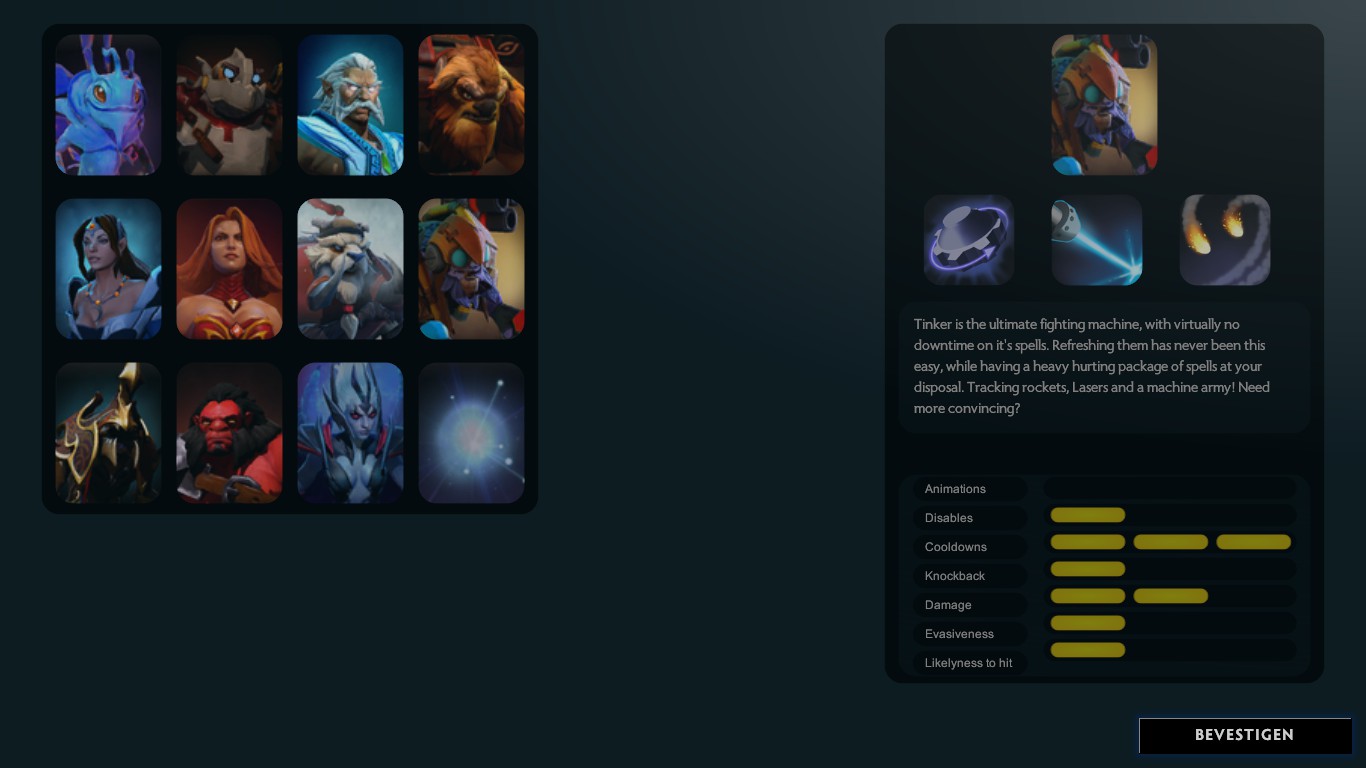 Tinker is the ultimate fighting machine, with virtually no
downtime on it's spells. Refreshing them has never been this
easy, while having a heavy hurting package of spells at your
disposal. Tracking rockets, Lasers and a machine army! Need
more convincing?
Animations
Disables
Cooldowns
Knockback
Damage
Evasiveness
Likelyness to hit
BEVESTIGEN